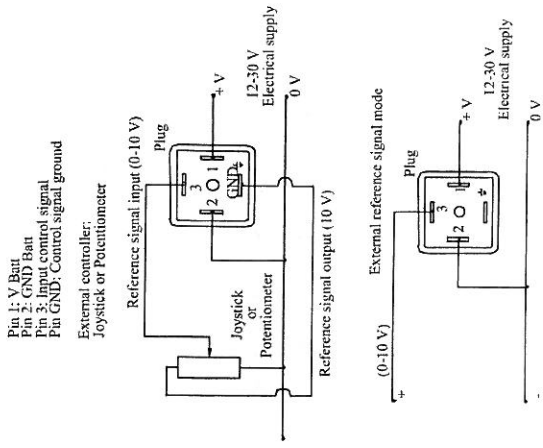 Pin 1: V Batt
Pin 2: GND Batt
Pin 3: Input control signal
Pin GND: Control signal ground
External controller:
Joystick or Potentiometer
Reference signal input (0-10 V)
Plug
3
2
1
GND
+ V
12-30 V
Electrical supply
0 V
Joystick
or
Potentiometer
Reference signal output (10 V)
External reference signal mode
(0-10 V)
+
Plug
3
2
1
+ V
12-30 V
Electrical supply
0V
-